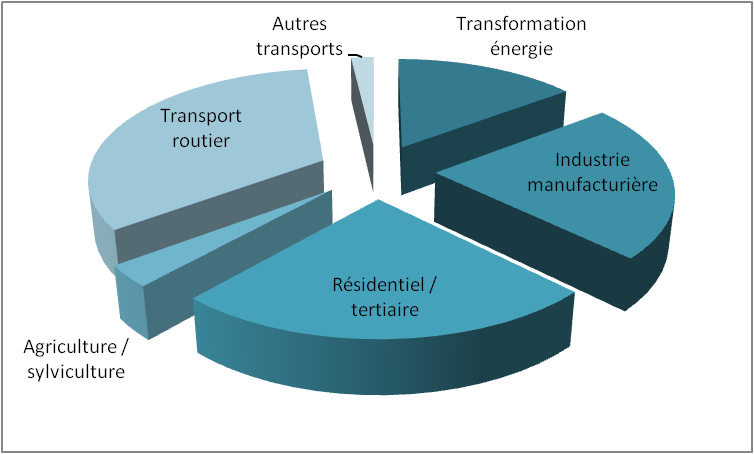 Autres
transports
Transformation
énergie
Transport
routier
Industrie
manufacturière
Résidentiel /
tertiaire
Agriculture /
sylviculture